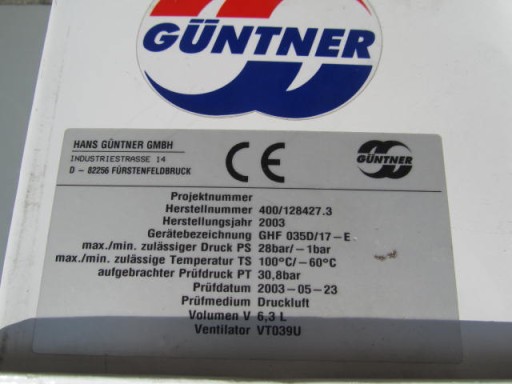 GÜNTNER
HANS GÜNTNER GMBH
INDUSTRIESTRASSE 14
D - 82256 FÜRSTENFELDBRUCK
CE
GÜNTNER
Projektnummer
Herstellnummer 400/128427.3
Herstellungsjahr 2003
Gerätebezeichnung GHF 035D/17-E
max./min. zulässiger Druck PS 28bar/-1bar
max./min. zulässige Temperatur TS 100°C/-60°C
aufgebrachter Prüfdruck PT 30,8bar
Prüfdatum 2003-05-23
Prüfmedium Druckluft
Volumen V 6,3 L
Ventilator VT039U